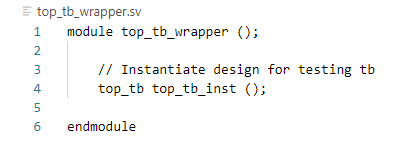 top_tb_wrapper.sv
1 module top_tb_wrapper ();
2
3 // Instantiate design for testing tb
4 top_tb top_tb_inst ();
5
6 endmodule